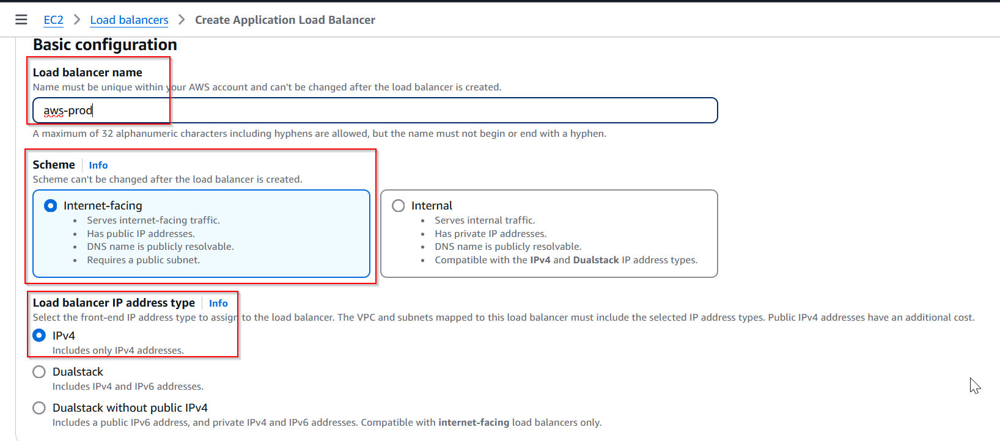 EC2 > Load balancers > Create Application Load Balancer
Basic configuration
Load balancer name
Name must be unique within your AWS account and can't be changed after the load balancer is created.
aws-prod
A maximum of 32 alphanumeric characters including hyphens are allowed, but the name must not begin or end with a hyphen.
Scheme | Info
Scheme can't be changed after the load balancer is created.
Internet-facing
• Serves internet-facing traffic.
• Has public IP addresses.
• DNS name is publicly resolvable.
• Requires a public subnet.
Internal
• Serves internal traffic.
• Has private IP addresses.
• DNS name is publicly resolvable.
• Compatible with the IPv4 and Dualstack IP address types.
Load balancer IP address type | Info
Select the front-end IP address type to assign to the load balancer. The VPC and subnets mapped to this load balancer must include the selected IP address types. Public IPv4 addresses have an additional cost.
IPv4
Includes only IPv4 addresses.
Dualstack
Includes IPv4 and IPv6 addresses.
Dualstack without public IPv4
Includes a public IPv6 address, and private IPv4 and IPv6 addresses. Compatible with internet-facing load balancers only.